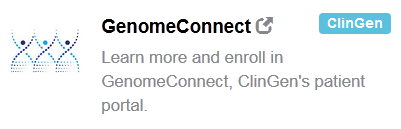 GenomeConnect
ClinGen
Learn more and enroll in
GenomeConnect, ClinGen's patient
portal.